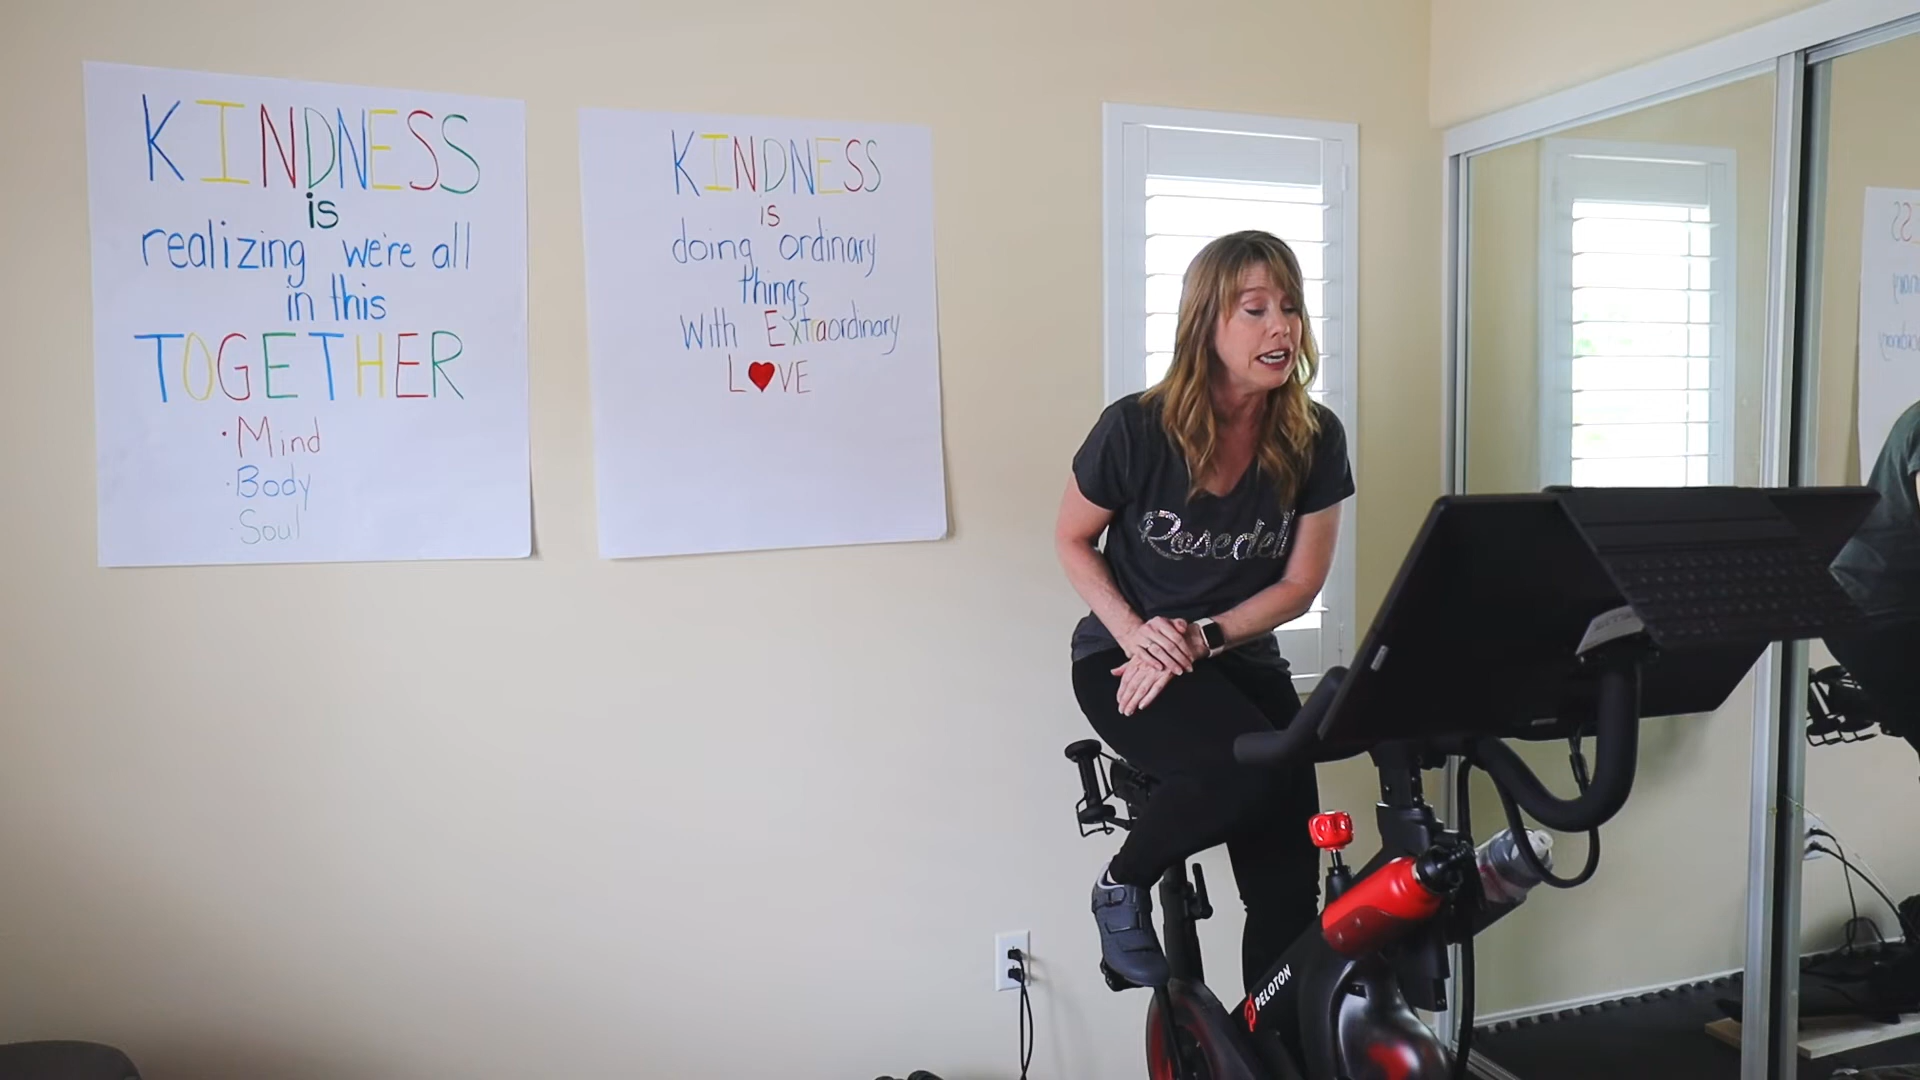 KINDNESS
is
realizing we're all
in this
TOGETHER
· Mind
· Body
· Soul
KINDNESS
is
doing ordinary
things
With Extraordinary
LOVE
Rosedell
PELOTON